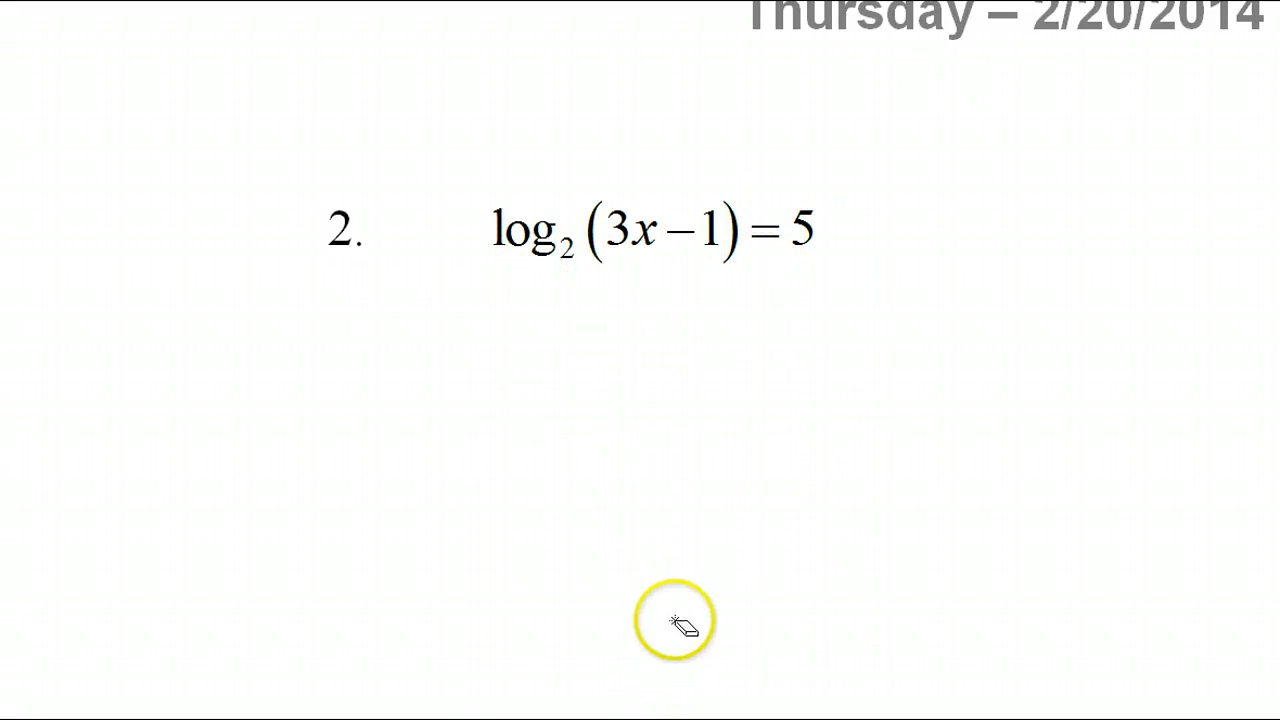 Thursday – 2/20/2014
2. log₂ (3x − 1) = 5